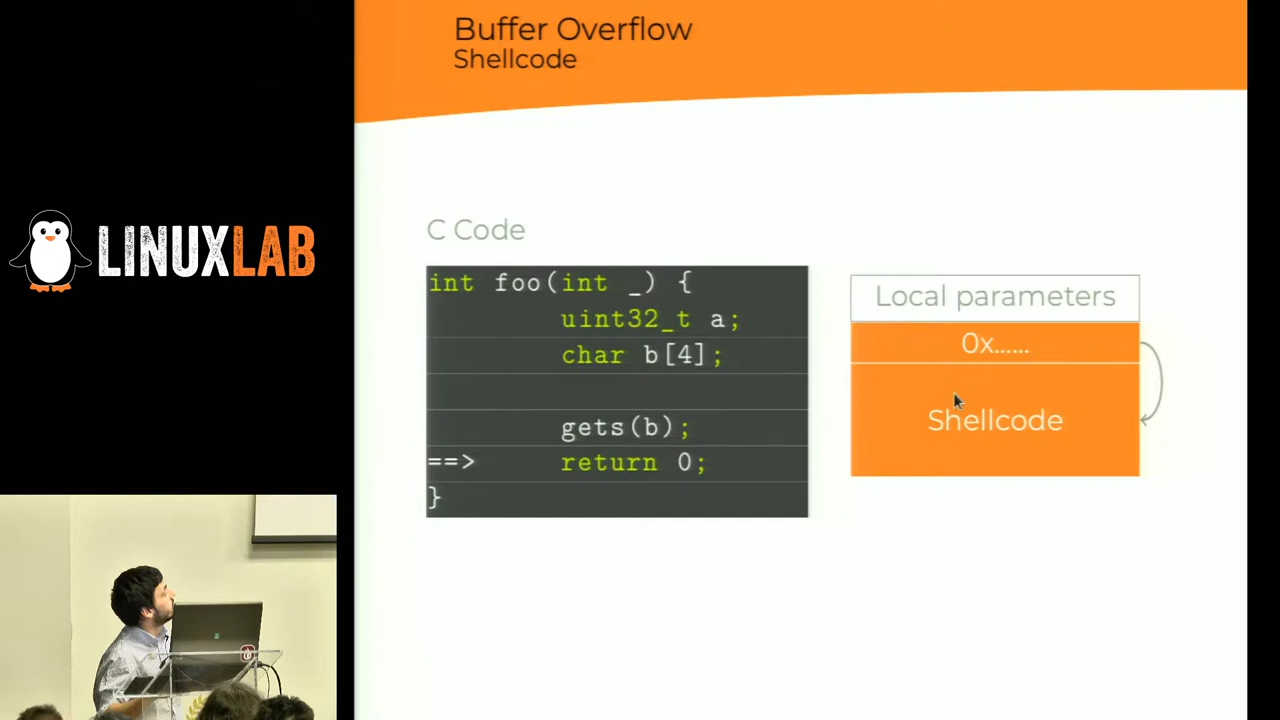 Buffer Overflow
Shellcode
LINUXLAB
C Code
int foo(int _) {
uint32_t a;
char b[4];
gets(b);
==> return 0;
}
Local parameters
0x......
Shellcode